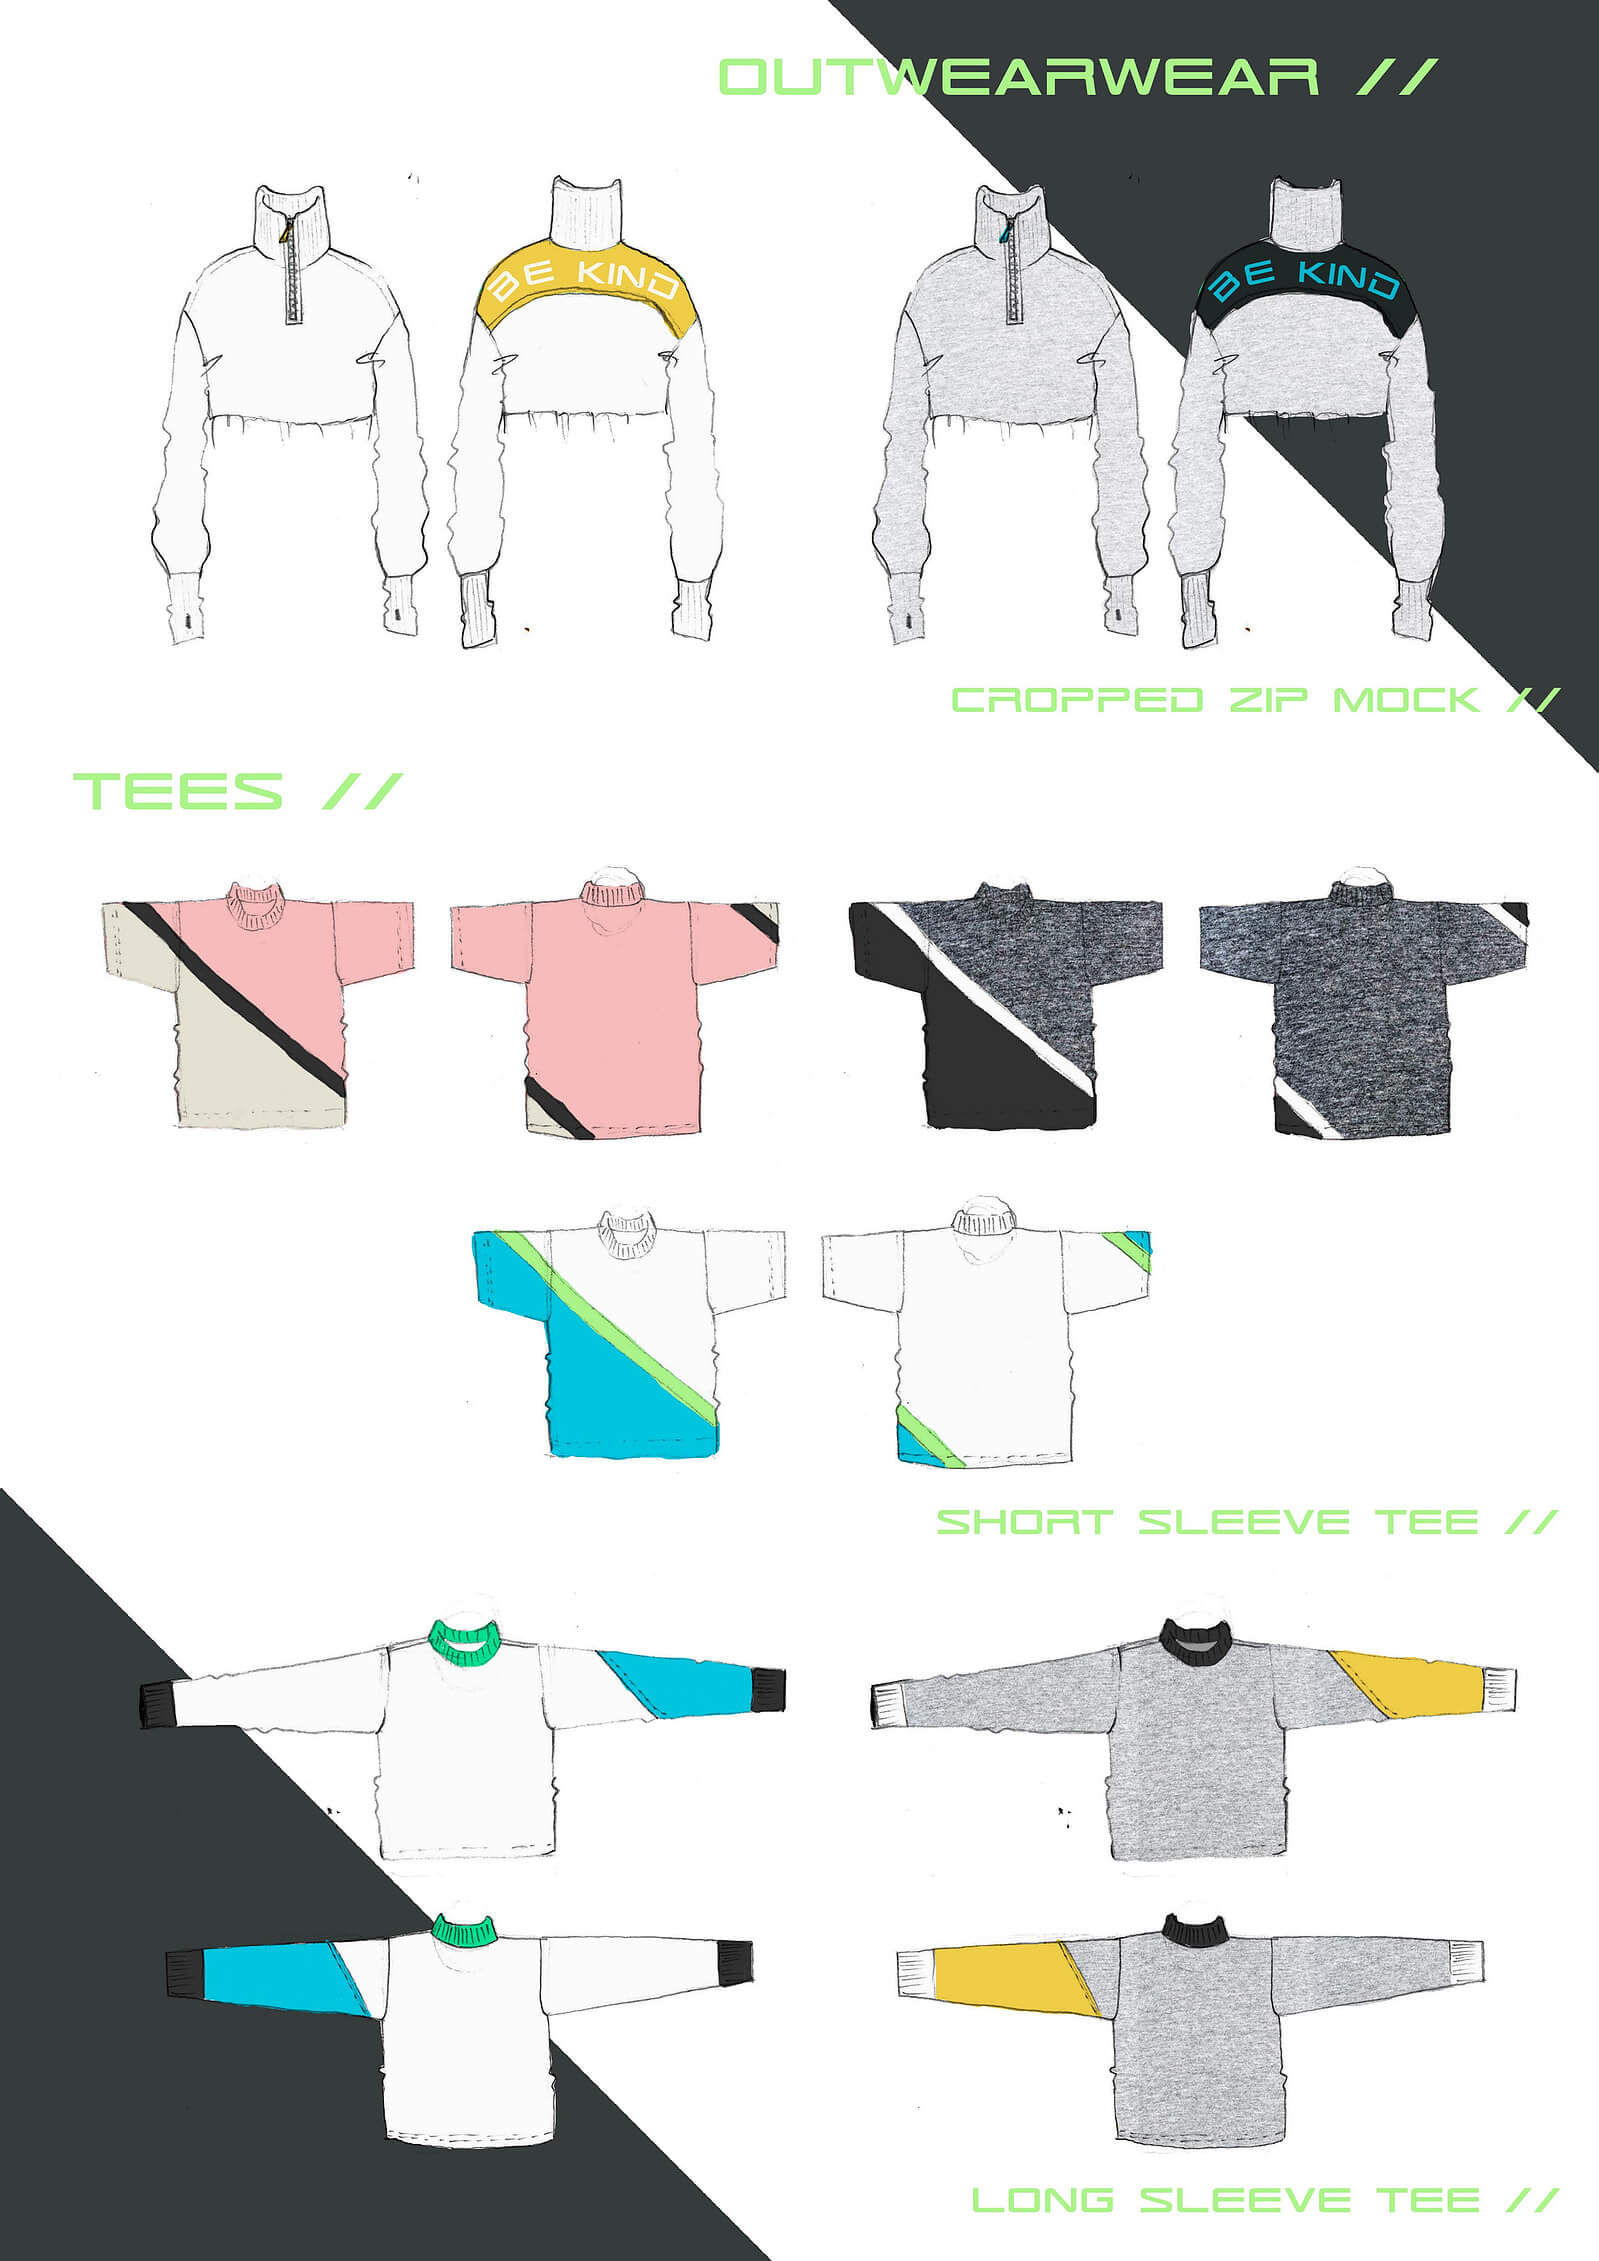 OUTWEARWEAR //
BE KIND
BE KIND
CROPPED ZIP MOCK //
TEES //
SHORT SLEEVE TEE //
LONG SLEEVE TEE //